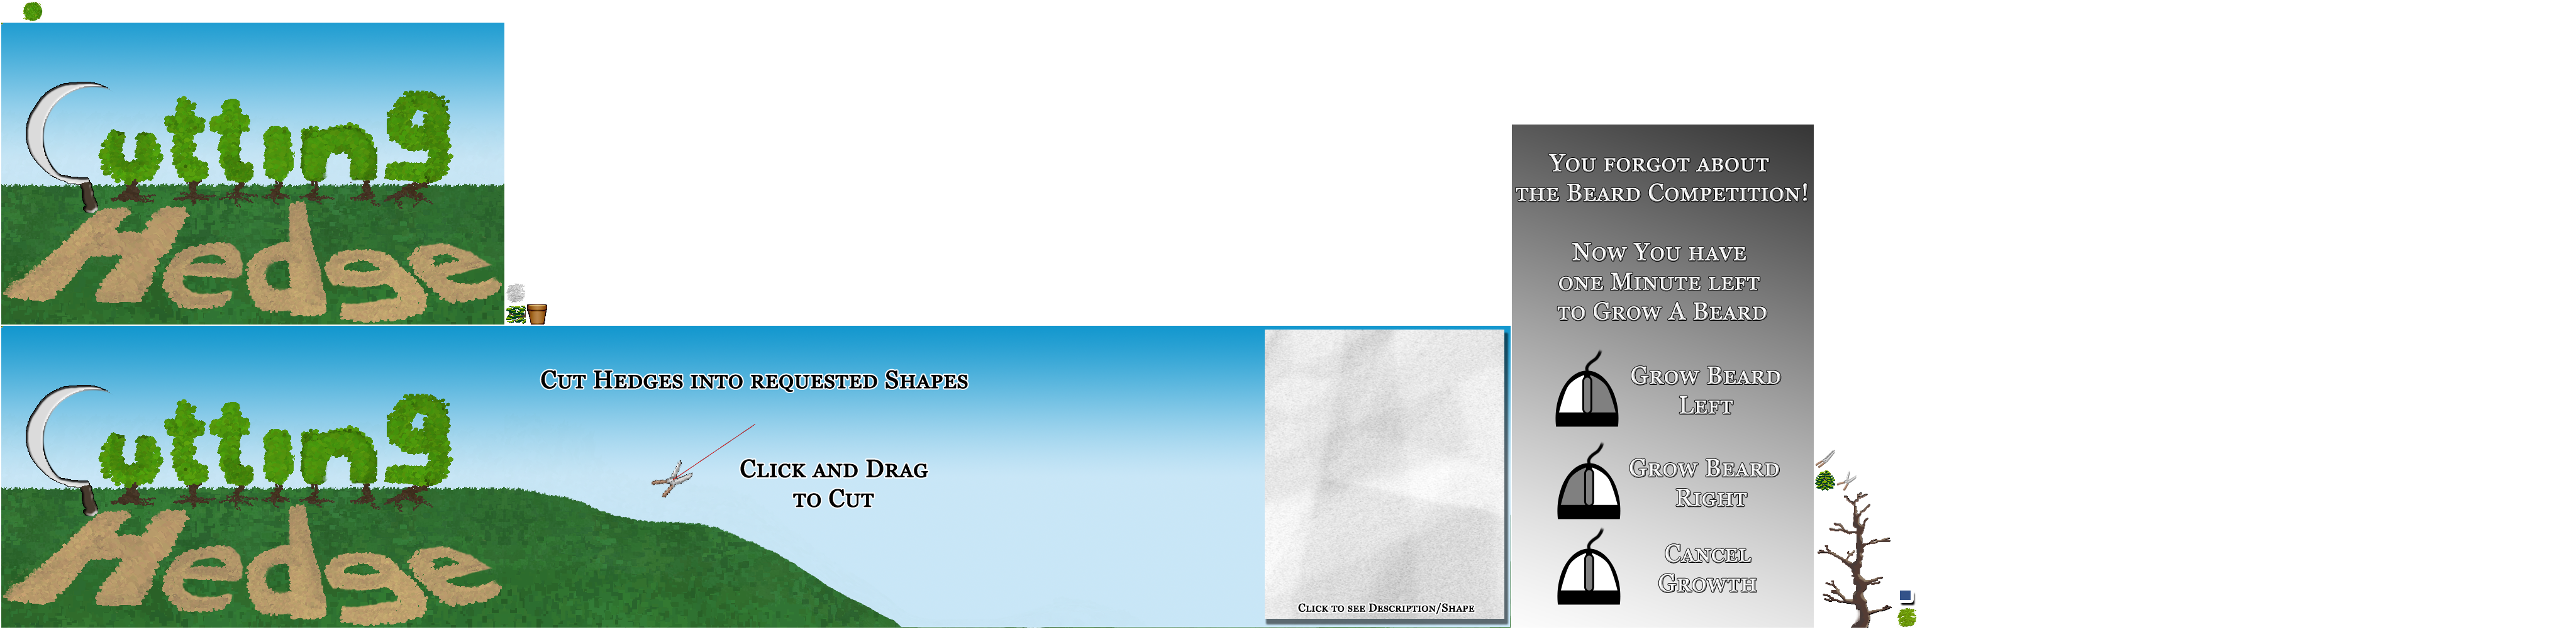 Cutting
Hedge
Cutting
Hedge
Cut Hedges into requested Shapes
Click and Drag
to Cut
Click to see Description/Shape
You forgot about
the Beard Competition!
Now You have
one Minute left
to Grow A Beard
Grow Beard
Left
Grow Beard
Right
Cancel
Growth